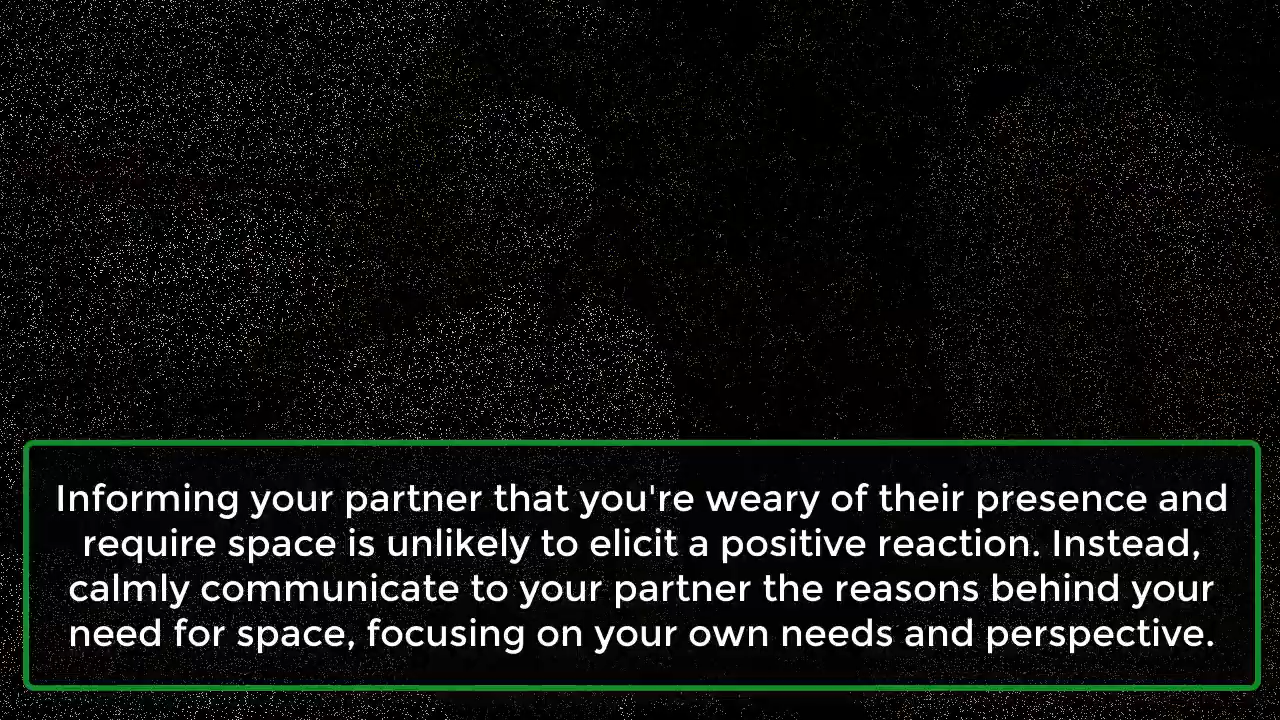 Informing your partner that you're weary of their presence and
require space is unlikely to elicit a positive reaction. Instead,
calmly communicate to your partner the reasons behind your
need for space, focusing on your own needs and perspective.